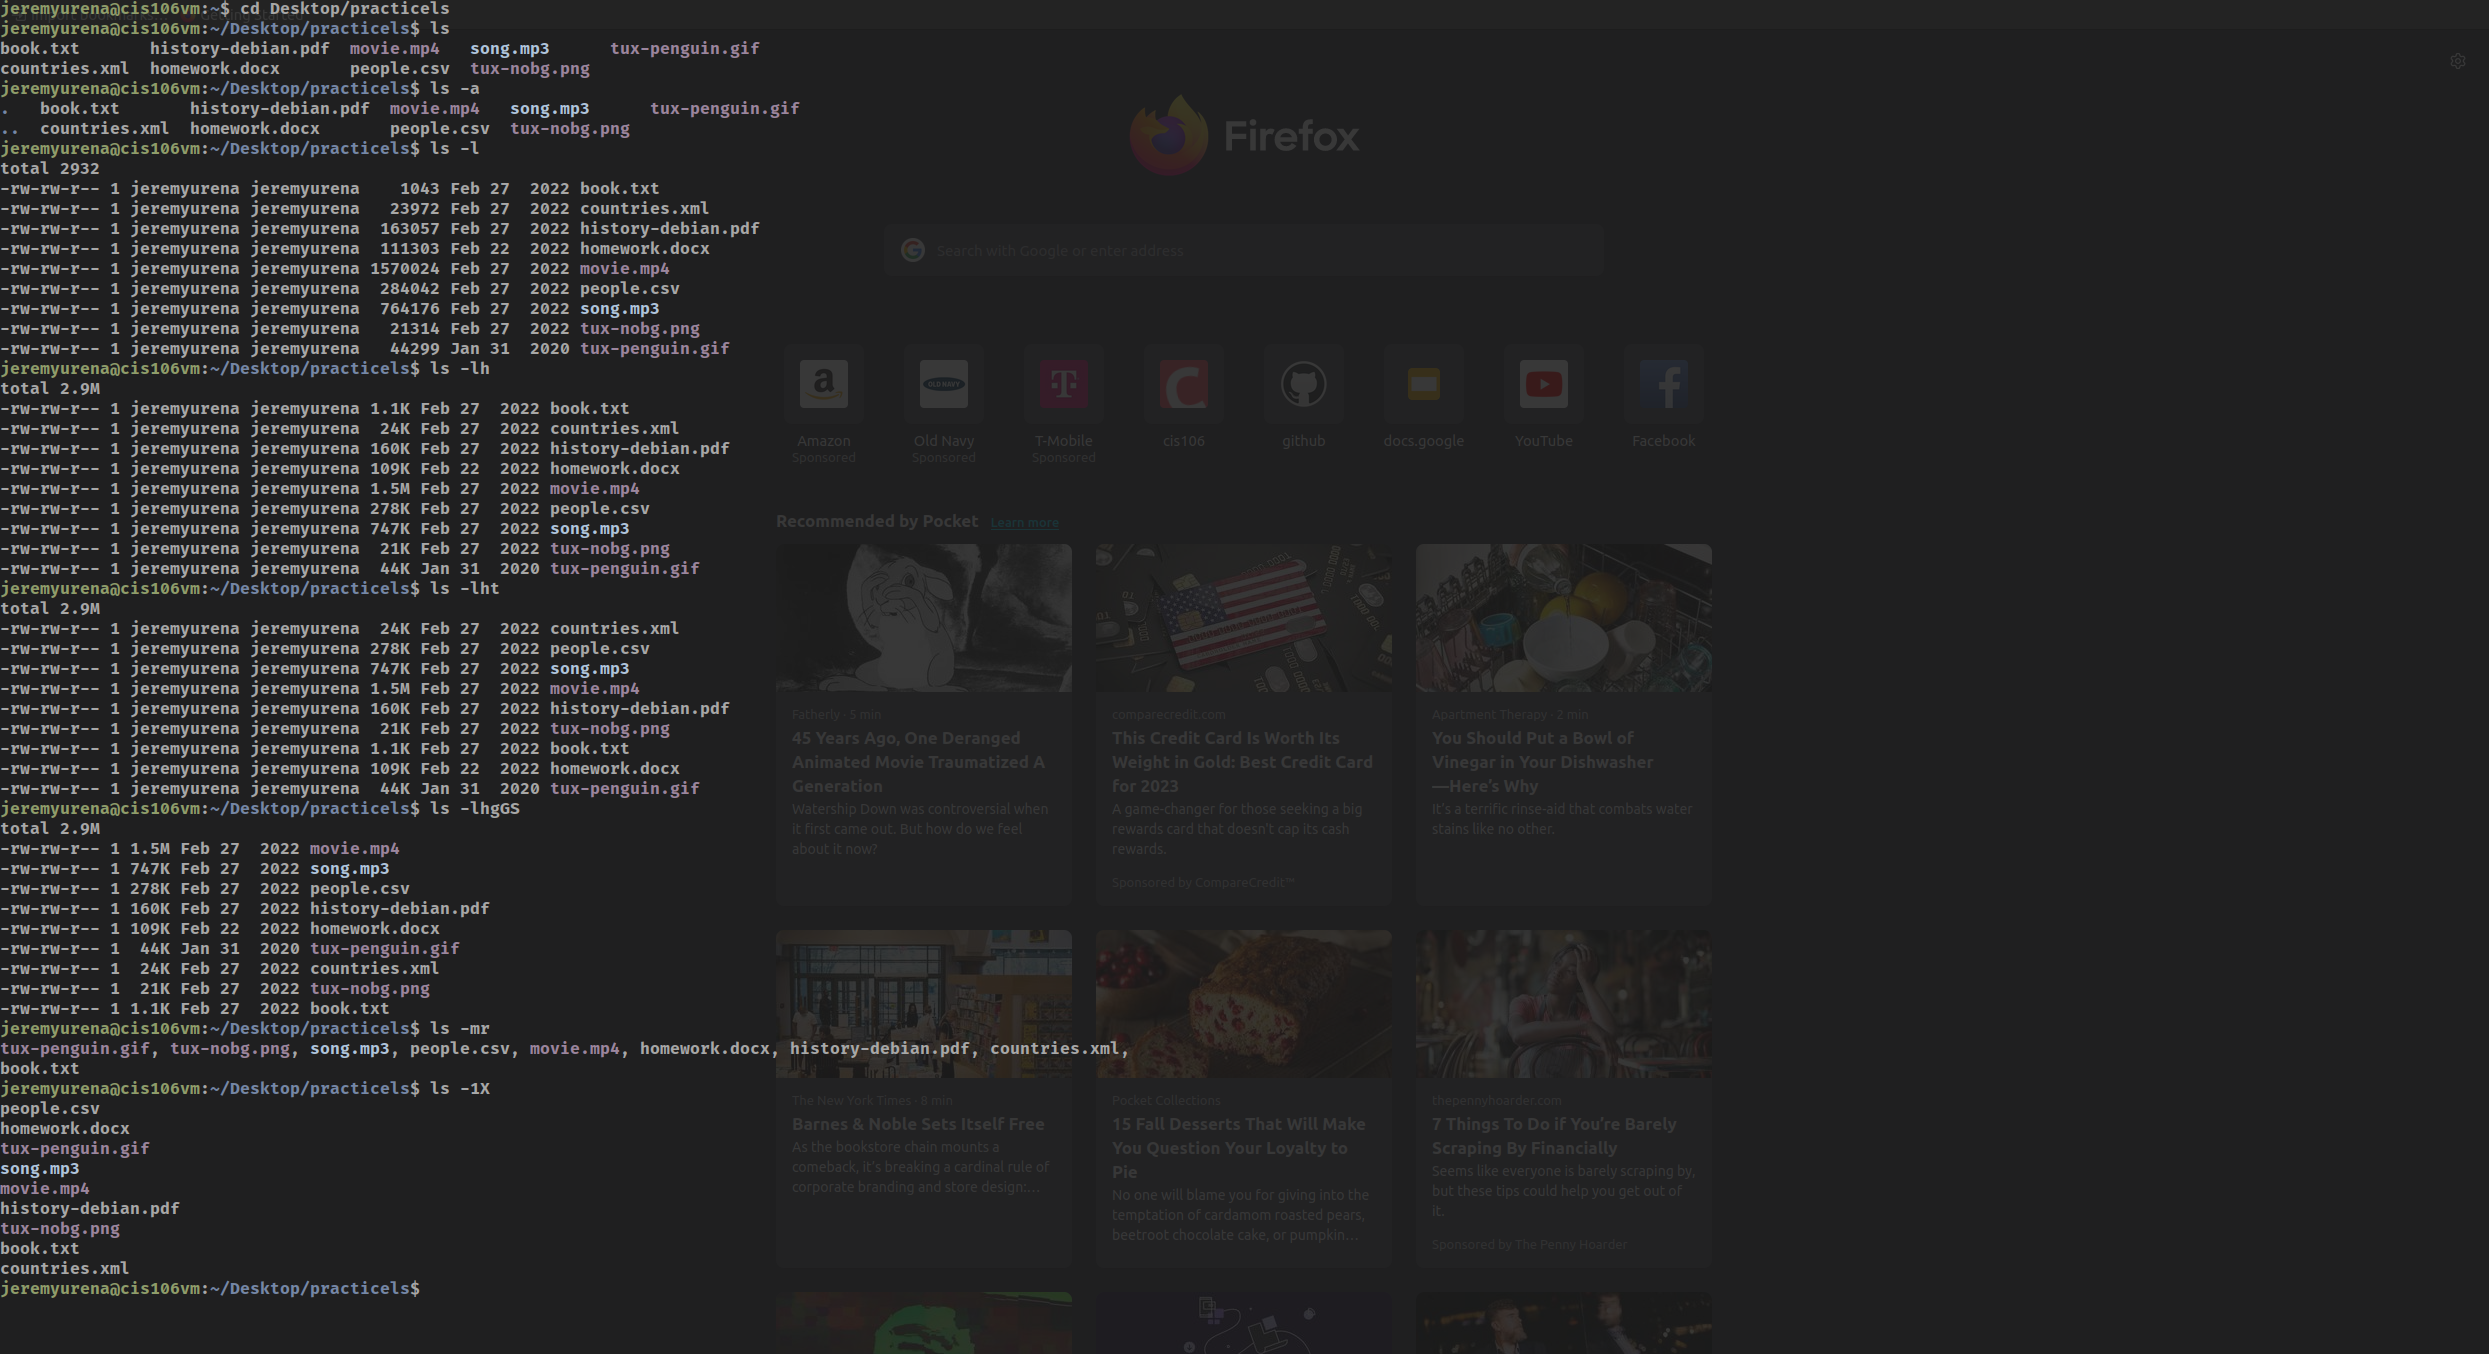 Import bookmarks... Getting Started
jeremyurena@cis106vm:~$ cd Desktop/practicels
jeremyurena@cis106vm:~/Desktop/practicels$ ls
book.txt       history-debian.pdf  movie.mp4   song.mp3      tux-penguin.gif
countries.xml  homework.docx       people.csv  tux-nobg.png
jeremyurena@cis106vm:~/Desktop/practicels$ ls -a
.   book.txt       history-debian.pdf  movie.mp4   song.mp3      tux-penguin.gif
..  countries.xml  homework.docx       people.csv  tux-nobg.png
jeremyurena@cis106vm:~/Desktop/practicels$ ls -l
total 2932
-rw-rw-r-- 1 jeremyurena jeremyurena    1043 Feb 27  2022 book.txt
-rw-rw-r-- 1 jeremyurena jeremyurena   23972 Feb 27  2022 countries.xml
-rw-rw-r-- 1 jeremyurena jeremyurena  163057 Feb 27  2022 history-debian.pdf
-rw-rw-r-- 1 jeremyurena jeremyurena  111303 Feb 22  2022 homework.docx
-rw-rw-r-- 1 jeremyurena jeremyurena 1570024 Feb 27  2022 movie.mp4
-rw-rw-r-- 1 jeremyurena jeremyurena  284042 Feb 27  2022 people.csv
-rw-rw-r-- 1 jeremyurena jeremyurena  764176 Feb 27  2022 song.mp3
-rw-rw-r-- 1 jeremyurena jeremyurena   21314 Feb 27  2022 tux-nobg.png
-rw-rw-r-- 1 jeremyurena jeremyurena   44299 Jan 31  2020 tux-penguin.gif
jeremyurena@cis106vm:~/Desktop/practicels$ ls -lh
total 2.9M
-rw-rw-r-- 1 jeremyurena jeremyurena 1.1K Feb 27  2022 book.txt
-rw-rw-r-- 1 jeremyurena jeremyurena  24K Feb 27  2022 countries.xml
-rw-rw-r-- 1 jeremyurena jeremyurena 160K Feb 27  2022 history-debian.pdf
-rw-rw-r-- 1 jeremyurena jeremyurena 109K Feb 22  2022 homework.docx
-rw-rw-r-- 1 jeremyurena jeremyurena 1.5M Feb 27  2022 movie.mp4
-rw-rw-r-- 1 jeremyurena jeremyurena 278K Feb 27  2022 people.csv
-rw-rw-r-- 1 jeremyurena jeremyurena 747K Feb 27  2022 song.mp3
-rw-rw-r-- 1 jeremyurena jeremyurena  21K Feb 27  2022 tux-nobg.png
-rw-rw-r-- 1 jeremyurena jeremyurena  44K Jan 31  2020 tux-penguin.gif
jeremyurena@cis106vm:~/Desktop/practicels$ ls -lht
total 2.9M
-rw-rw-r-- 1 jeremyurena jeremyurena  24K Feb 27  2022 countries.xml
-rw-rw-r-- 1 jeremyurena jeremyurena 278K Feb 27  2022 people.csv
-rw-rw-r-- 1 jeremyurena jeremyurena 747K Feb 27  2022 song.mp3
-rw-rw-r-- 1 jeremyurena jeremyurena 1.5M Feb 27  2022 movie.mp4
-rw-rw-r-- 1 jeremyurena jeremyurena 160K Feb 27  2022 history-debian.pdf
-rw-rw-r-- 1 jeremyurena jeremyurena  21K Feb 27  2022 tux-nobg.png
-rw-rw-r-- 1 jeremyurena jeremyurena 1.1K Feb 27  2022 book.txt
-rw-rw-r-- 1 jeremyurena jeremyurena 109K Feb 22  2022 homework.docx
-rw-rw-r-- 1 jeremyurena jeremyurena  44K Jan 31  2020 tux-penguin.gif
jeremyurena@cis106vm:~/Desktop/practicels$ ls -lhgGS
total 2.9M
-rw-rw-r-- 1 1.5M Feb 27  2022 movie.mp4
-rw-rw-r-- 1 747K Feb 27  2022 song.mp3
-rw-rw-r-- 1 278K Feb 27  2022 people.csv
-rw-rw-r-- 1 160K Feb 27  2022 history-debian.pdf
-rw-rw-r-- 1 109K Feb 22  2022 homework.docx
-rw-rw-r-- 1  44K Jan 31  2020 tux-penguin.gif
-rw-rw-r-- 1  24K Feb 27  2022 countries.xml
-rw-rw-r-- 1  21K Feb 27  2022 tux-nobg.png
-rw-rw-r-- 1 1.1K Feb 27  2022 book.txt
jeremyurena@cis106vm:~/Desktop/practicels$ ls -mr
tux-penguin.gif, tux-nobg.png, song.mp3, people.csv, movie.mp4, homework.docx, history-debian.pdf, countries.xml,
book.txt
jeremyurena@cis106vm:~/Desktop/practicels$ ls -1X
people.csv
homework.docx
tux-penguin.gif
song.mp3
movie.mp4
history-debian.pdf
tux-nobg.png
book.txt
countries.xml
jeremyurena@cis106vm:~/Desktop/practicels$
Firefox
Search with Google or enter address
a OLD NAVY T
Amazon Old Navy T-Mobile cis106 github docs.google YouTube Facebook
Sponsored Sponsored Sponsored
Recommended by Pocket Learn more
Fatherly · 5 min
45 Years Ago, One Deranged
Animated Movie Traumatized A
Generation
Watership Down was controversial when
it first came out. But how do we feel
about it now?
comparecredit.com
This Credit Card Is Worth Its
Weight in Gold: Best Credit Card
for 2023
A game-changer for those seeking a big
rewards card that doesn't cap its cash
rewards.
Sponsored by CompareCredit™
Apartment Therapy · 2 min
You Should Put a Bowl of
Vinegar in Your Dishwasher
—Here's Why
It's a terrific rinse-aid that combats water
stains like no other.
The New York Times · 8 min
Barnes & Noble Sets Itself Free
As the bookstore chain mounts a
comeback, it's breaking a cardinal rule of
corporate branding and store design:...
Pocket Collections
15 Fall Desserts That Will Make
You Question Your Loyalty to
Pie
No one will blame you for giving into the
temptation of cardamom roasted pears,
beetroot chocolate cake, or pumpkin...
thepennyhoarder.com
7 Things To Do if You're Barely
Scraping By Financially
Seems like everyone is barely scraping by,
but these tips could help you get out of
it.
Sponsored by The Penny Hoarder